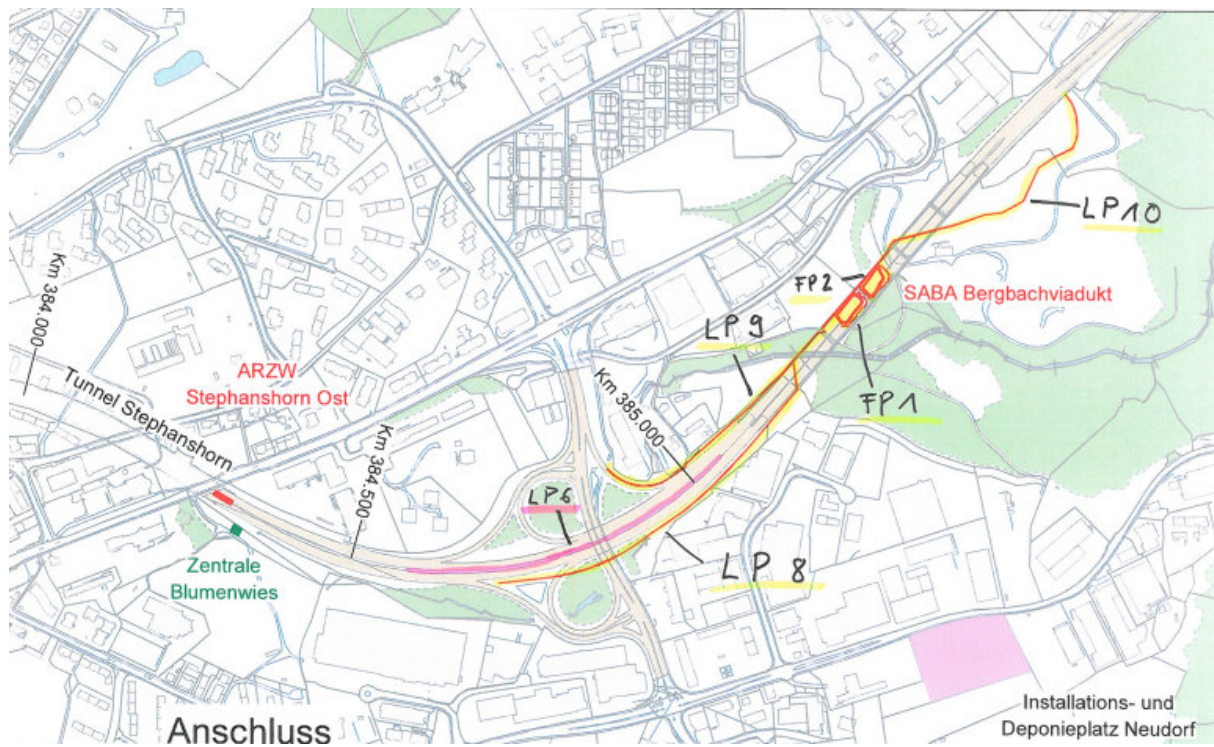 LP10
FP2
SABA Bergbachviadukt
Km 384.000
LP9
ARZW
Stephanshorn Ost
Km 385.000
FP1
Tunnel Stephanshorn
Km 384.500
LP6
LP8
Zentrale
Blumenwies
Installations- und
Deponieplatz Neudorf
Anschluss